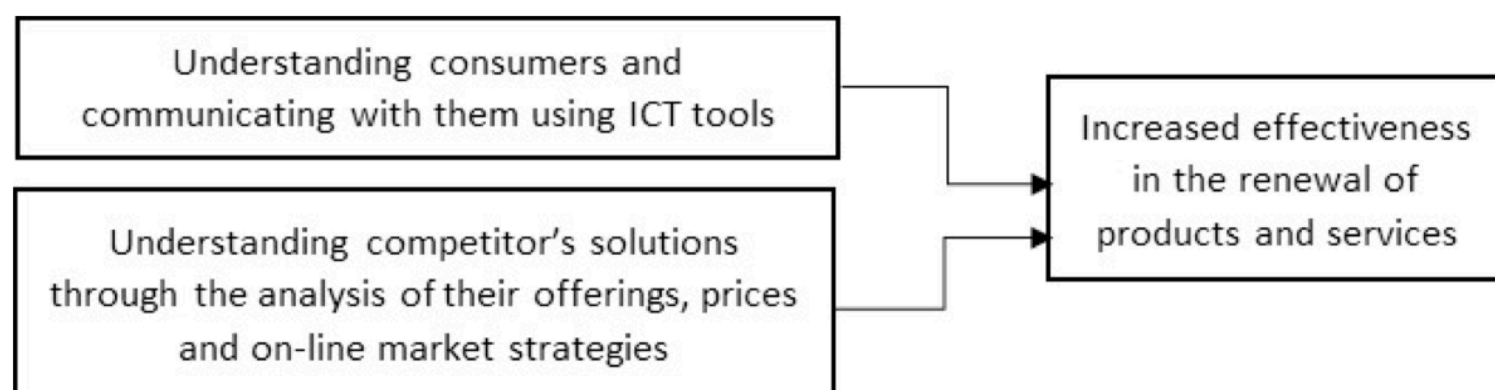 Understanding consumers and
communicating with them using ICT tools
Understanding competitor’s solutions
through the analysis of their offerings, prices
and on-line market strategies
Increased effectiveness
in the renewal of
products and services